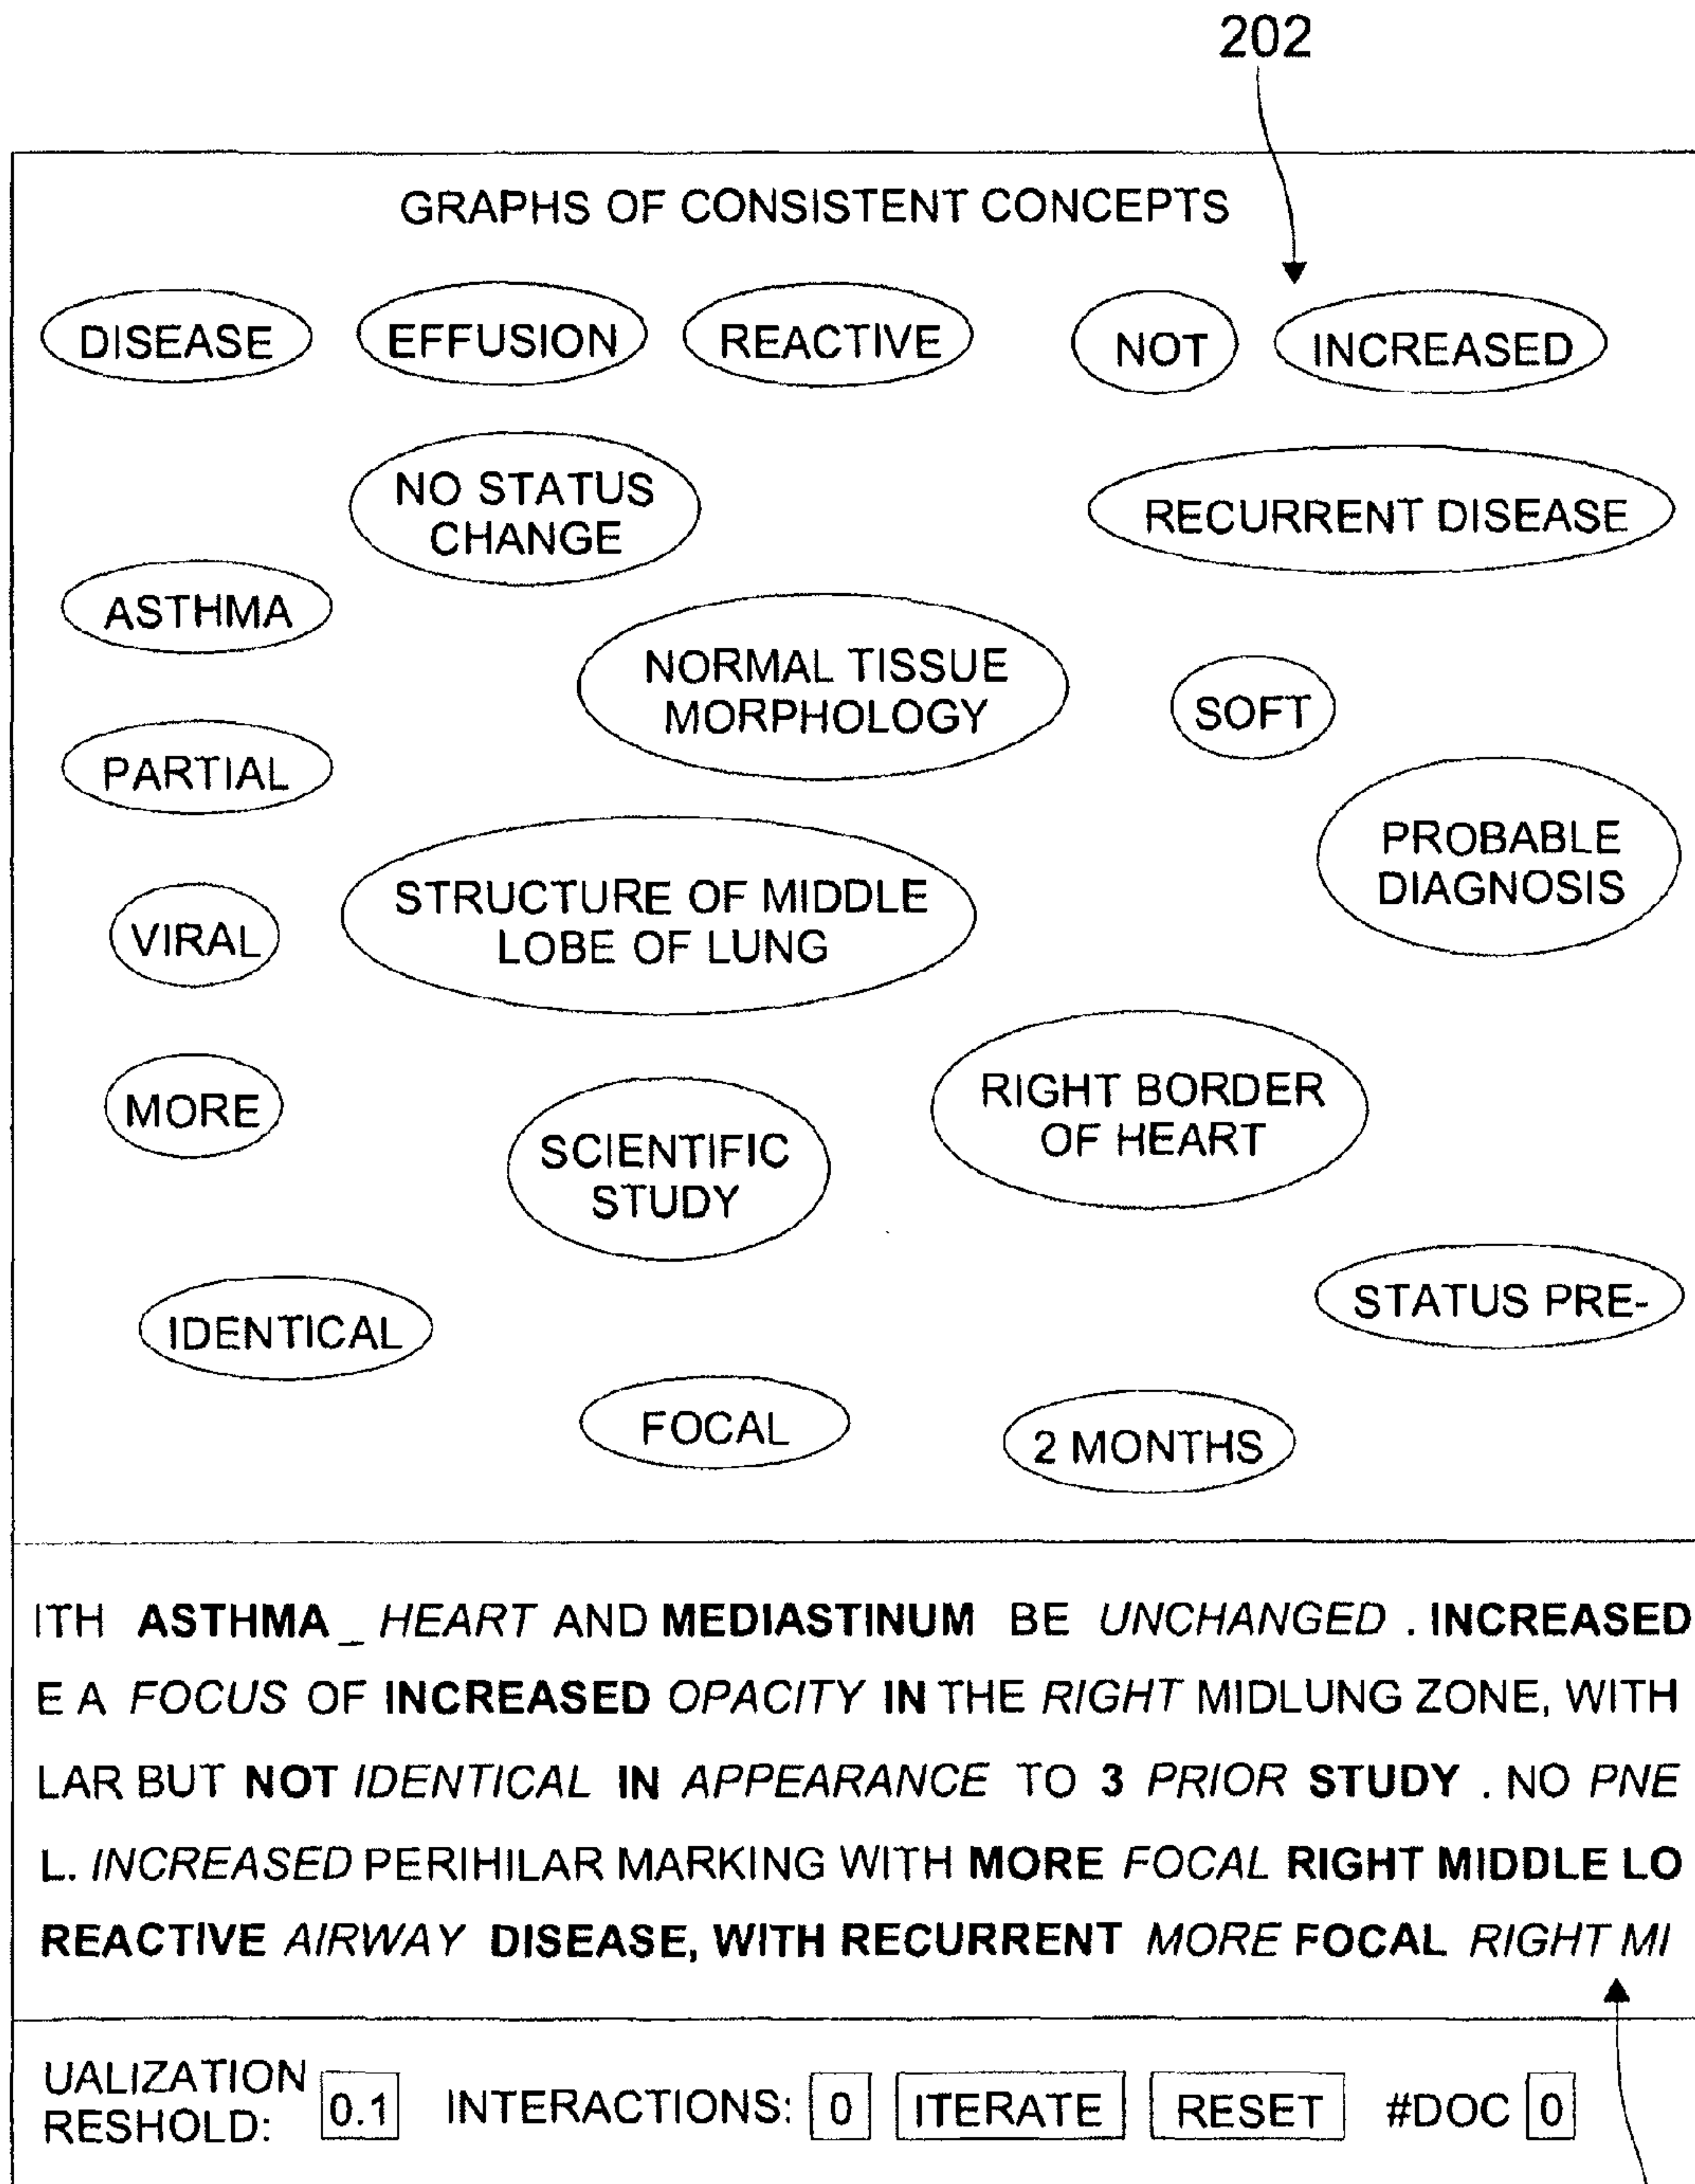 202
GRAPHS OF CONSISTENT CONCEPTS
DISEASE EFFUSION REACTIVE NOT INCREASED
NO STATUS
CHANGE
RECURRENT DISEASE
ASTHMA
NORMAL TISSUE
MORPHOLOGY
SOFT
PARTIAL
PROBABLE
DIAGNOSIS
STRUCTURE OF MIDDLE
LOBE OF LUNG
VIRAL
RIGHT BORDER
OF HEART
MORE
SCIENTIFIC
STUDY
STATUS PRE-
IDENTICAL
FOCAL
2 MONTHS
ITH ASTHMA _ HEART AND MEDIASTINUM BE UNCHANGED . INCREASED
E A FOCUS OF INCREASED OPACITY IN THE RIGHT MIDLUNG ZONE, WITH
LAR BUT NOT IDENTICAL IN APPEARANCE TO 3 PRIOR STUDY . NO PNE
L. INCREASED PERIHILAR MARKING WITH MORE FOCAL RIGHT MIDDLE LO
REACTIVE AIRWAY DISEASE, WITH RECURRENT MORE FOCAL RIGHT MI
UALIZATION
RESHOLD: 0.1 INTERACTIONS: 0 ITERATE RESET #DOC 0